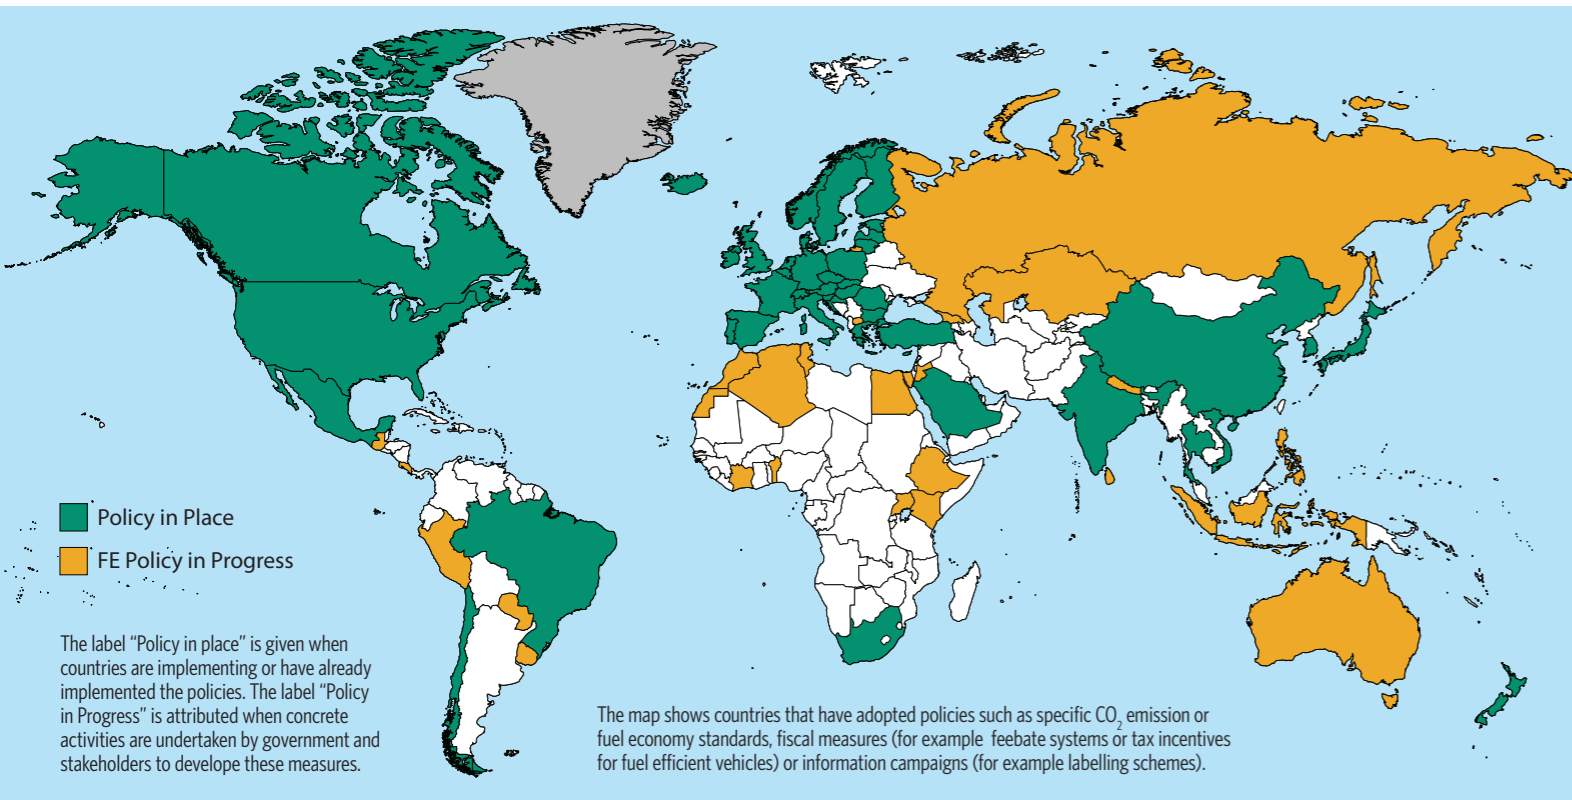 Policy in Place
FE Policy in Progress
The label “Policy in place” is given when
countries are implementing or have already
implemented the policies. The label “Policy
in Progress” is attributed when concrete
activities are undertaken by government and
stakeholders to develope these measures.
The map shows countries that have adopted policies such as specific CO₂ emission or
fuel economy standards, fiscal measures (for example  feebate systems or tax incentives
for fuel efficient vehicles) or information campaigns (for example labelling schemes).